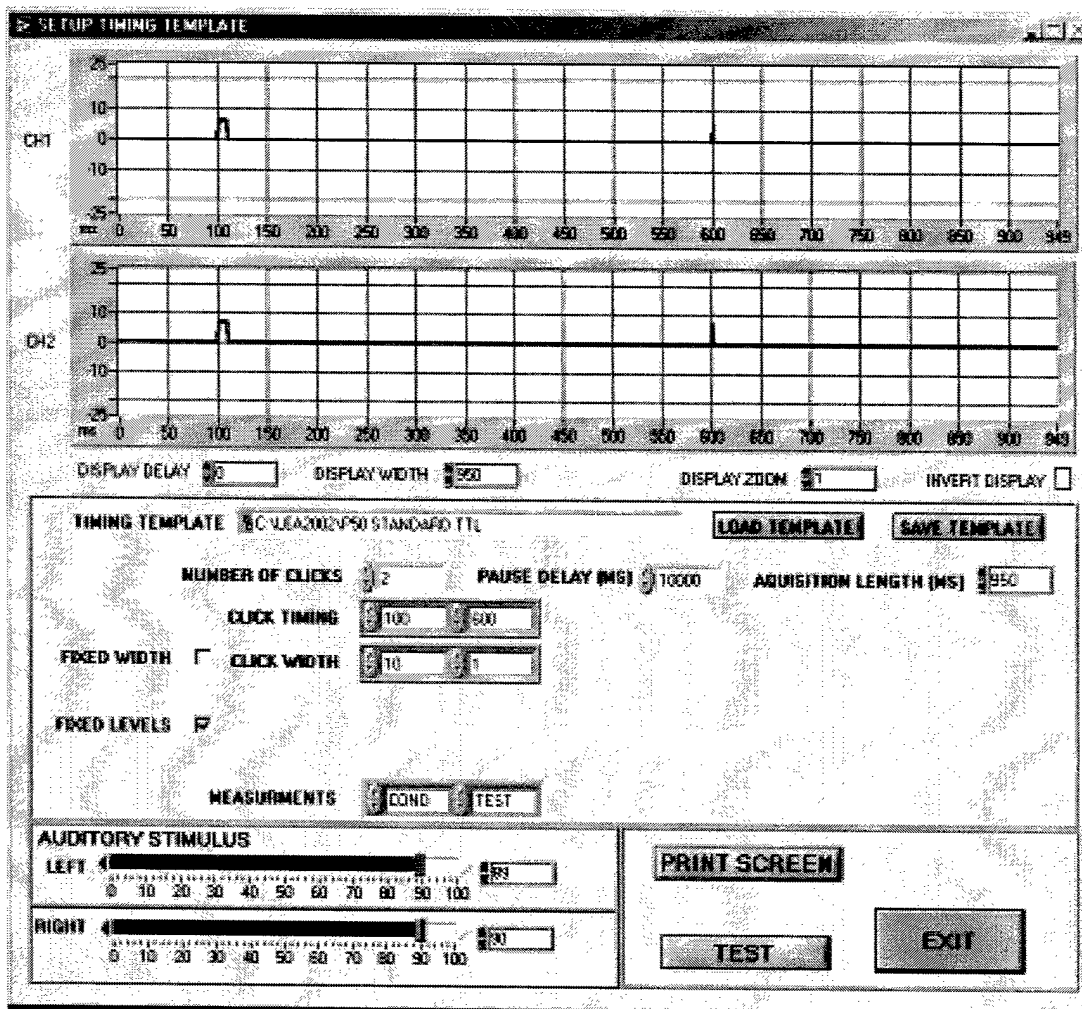 SETUP TIMING TEMPLATE
25
10
CH1 0
-10
-25
0 50 100 150 200 250 300 350 400 450 500 550 600 650 700 750 800 850 900 949
25
10
CH2 0
-10
-25
ms 0 50 100 150 200 250 300 350 400 450 500 550 600 650 700 750 800 850 900 949
DISPLAY DELAY 0 DISPLAY WIDTH 950 DISPLAY ZOOM 1 INVERT DISPLAY
TIMING TEMPLATE STANDARD TTL LOAD TEMPLATE SAVE TEMPLATE
NUMBER OF CLICKS 2 PAUSE DELAY (MS) 10000 AQUISITION LENGTH (MS) 950
CLICK TIMING 100 600
FIXED WIDTH CLICK WIDTH 10 1
FIXED LEVELS
MEASURMENTS COND TEST
AUDITORY STIMULUS
LEFT
0 10 20 30 40 50 60 70 80 90 100
RIGHT 90
0 10 20 30 40 50 60 70 80 90 100
PRINT SCREEN
TEST
EXIT